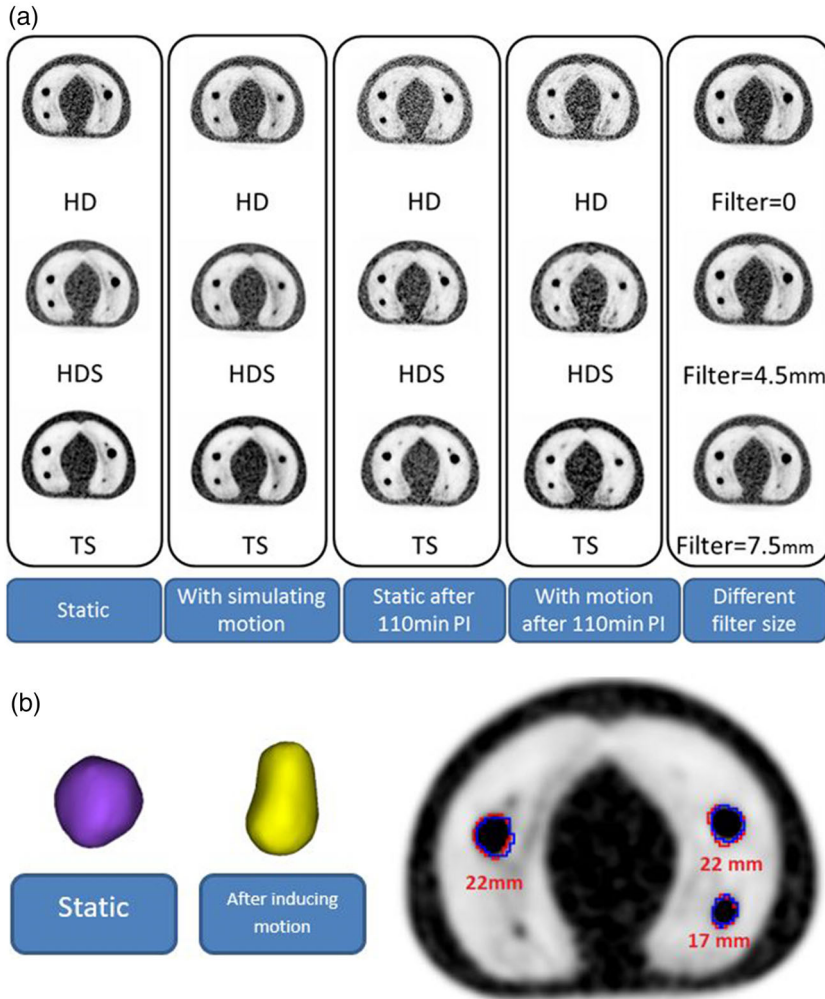 (a)
HD HD HD HD Filter=0
HDS HDS HDS HDS Filter=4.5mm
TS TS TS TS Filter=7.5mm
Static
With simulating
motion
Static after
110min PI
With motion
after 110min PI
Different
filter size
(b)
Static
After inducing
motion
22mm
22 mm
17 mm